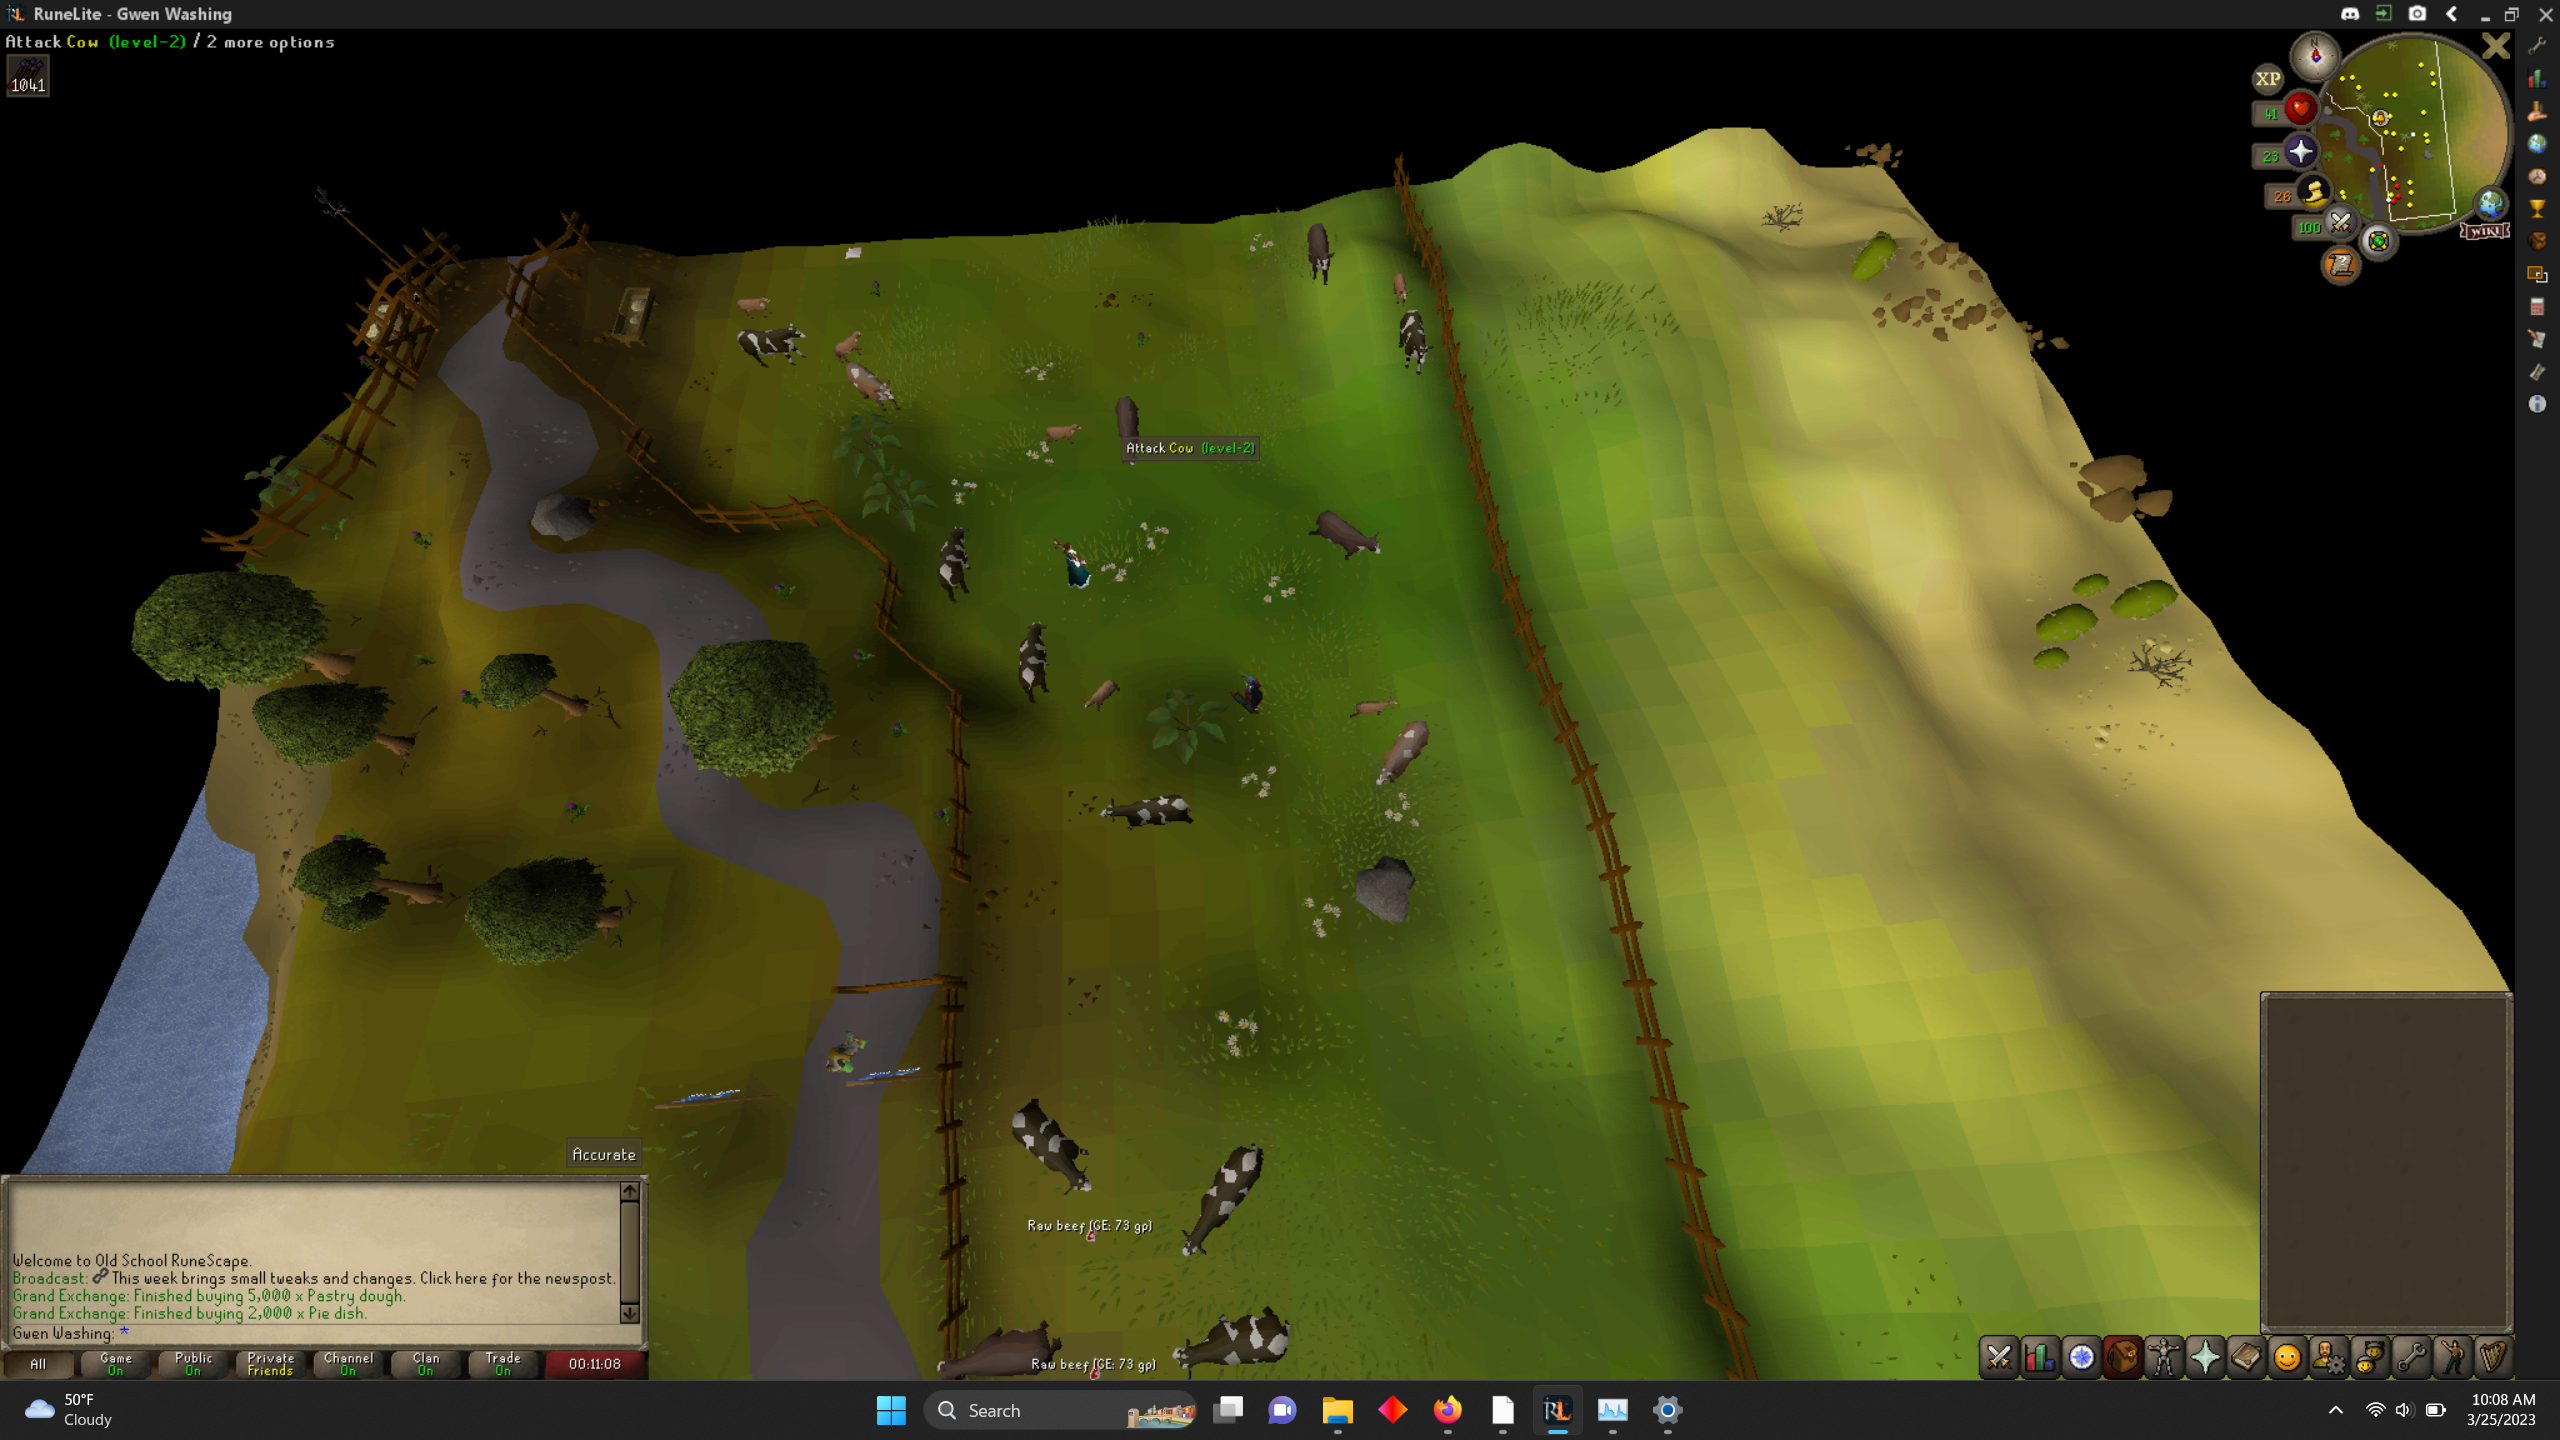 RuneLite - Gwen Washing
Attack Cow (level-2) / 2 more options
1041
N
XP
41
23
26
100
WIKI
Attack Cow (level-2)
Accurate
Raw beef (GE: 73 gp)
Welcome to Old School RuneScape.
Broadcast: This week brings small tweaks and changes. Click here for the newspost.
Grand Exchange: Finished buying 5,000 x Pastry dough.
Grand Exchange: Finished buying 2,000 x Pie dish.
Gwen Washing: *
Raw beef (GE: 73 gp)
All
Game
On
Public
On
Private
Friends
Channel
On
Clan
On
Trade
On
00:11:08
50°F
Cloudy
Search
RL
10:08 AM
3/25/2023